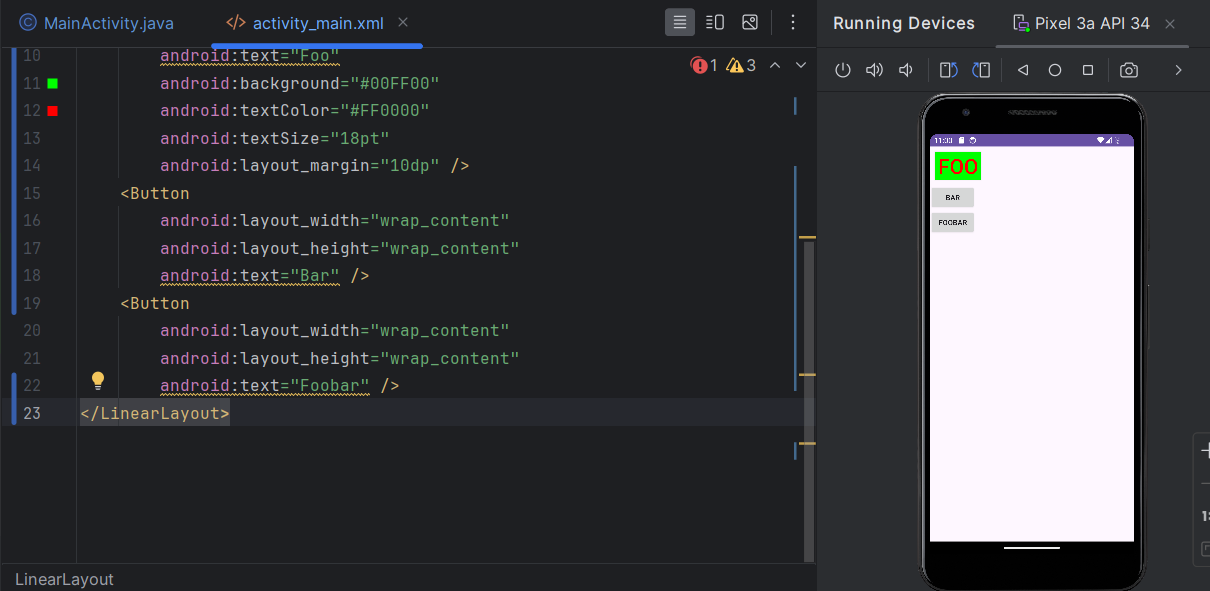 MainActivity.java
activity_main.xml
Running Devices
Pixel 3a API 34
1 3
10 android:text="Foo"
11 android:background="#00FF00"
12 android:textColor="#FF0000"
13 android:textSize="18pt"
14 android:layout_margin="10dp" />
15 <Button
16 android:layout_width="wrap_content"
17 android:layout_height="wrap_content"
18 android:text="Bar" />
19 <Button
20 android:layout_width="wrap_content"
21 android:layout_height="wrap_content"
22 android:text="Foobar" />
23 </LinearLayout>
LinearLayout
11:00
FOO
BAR
FOOBAR